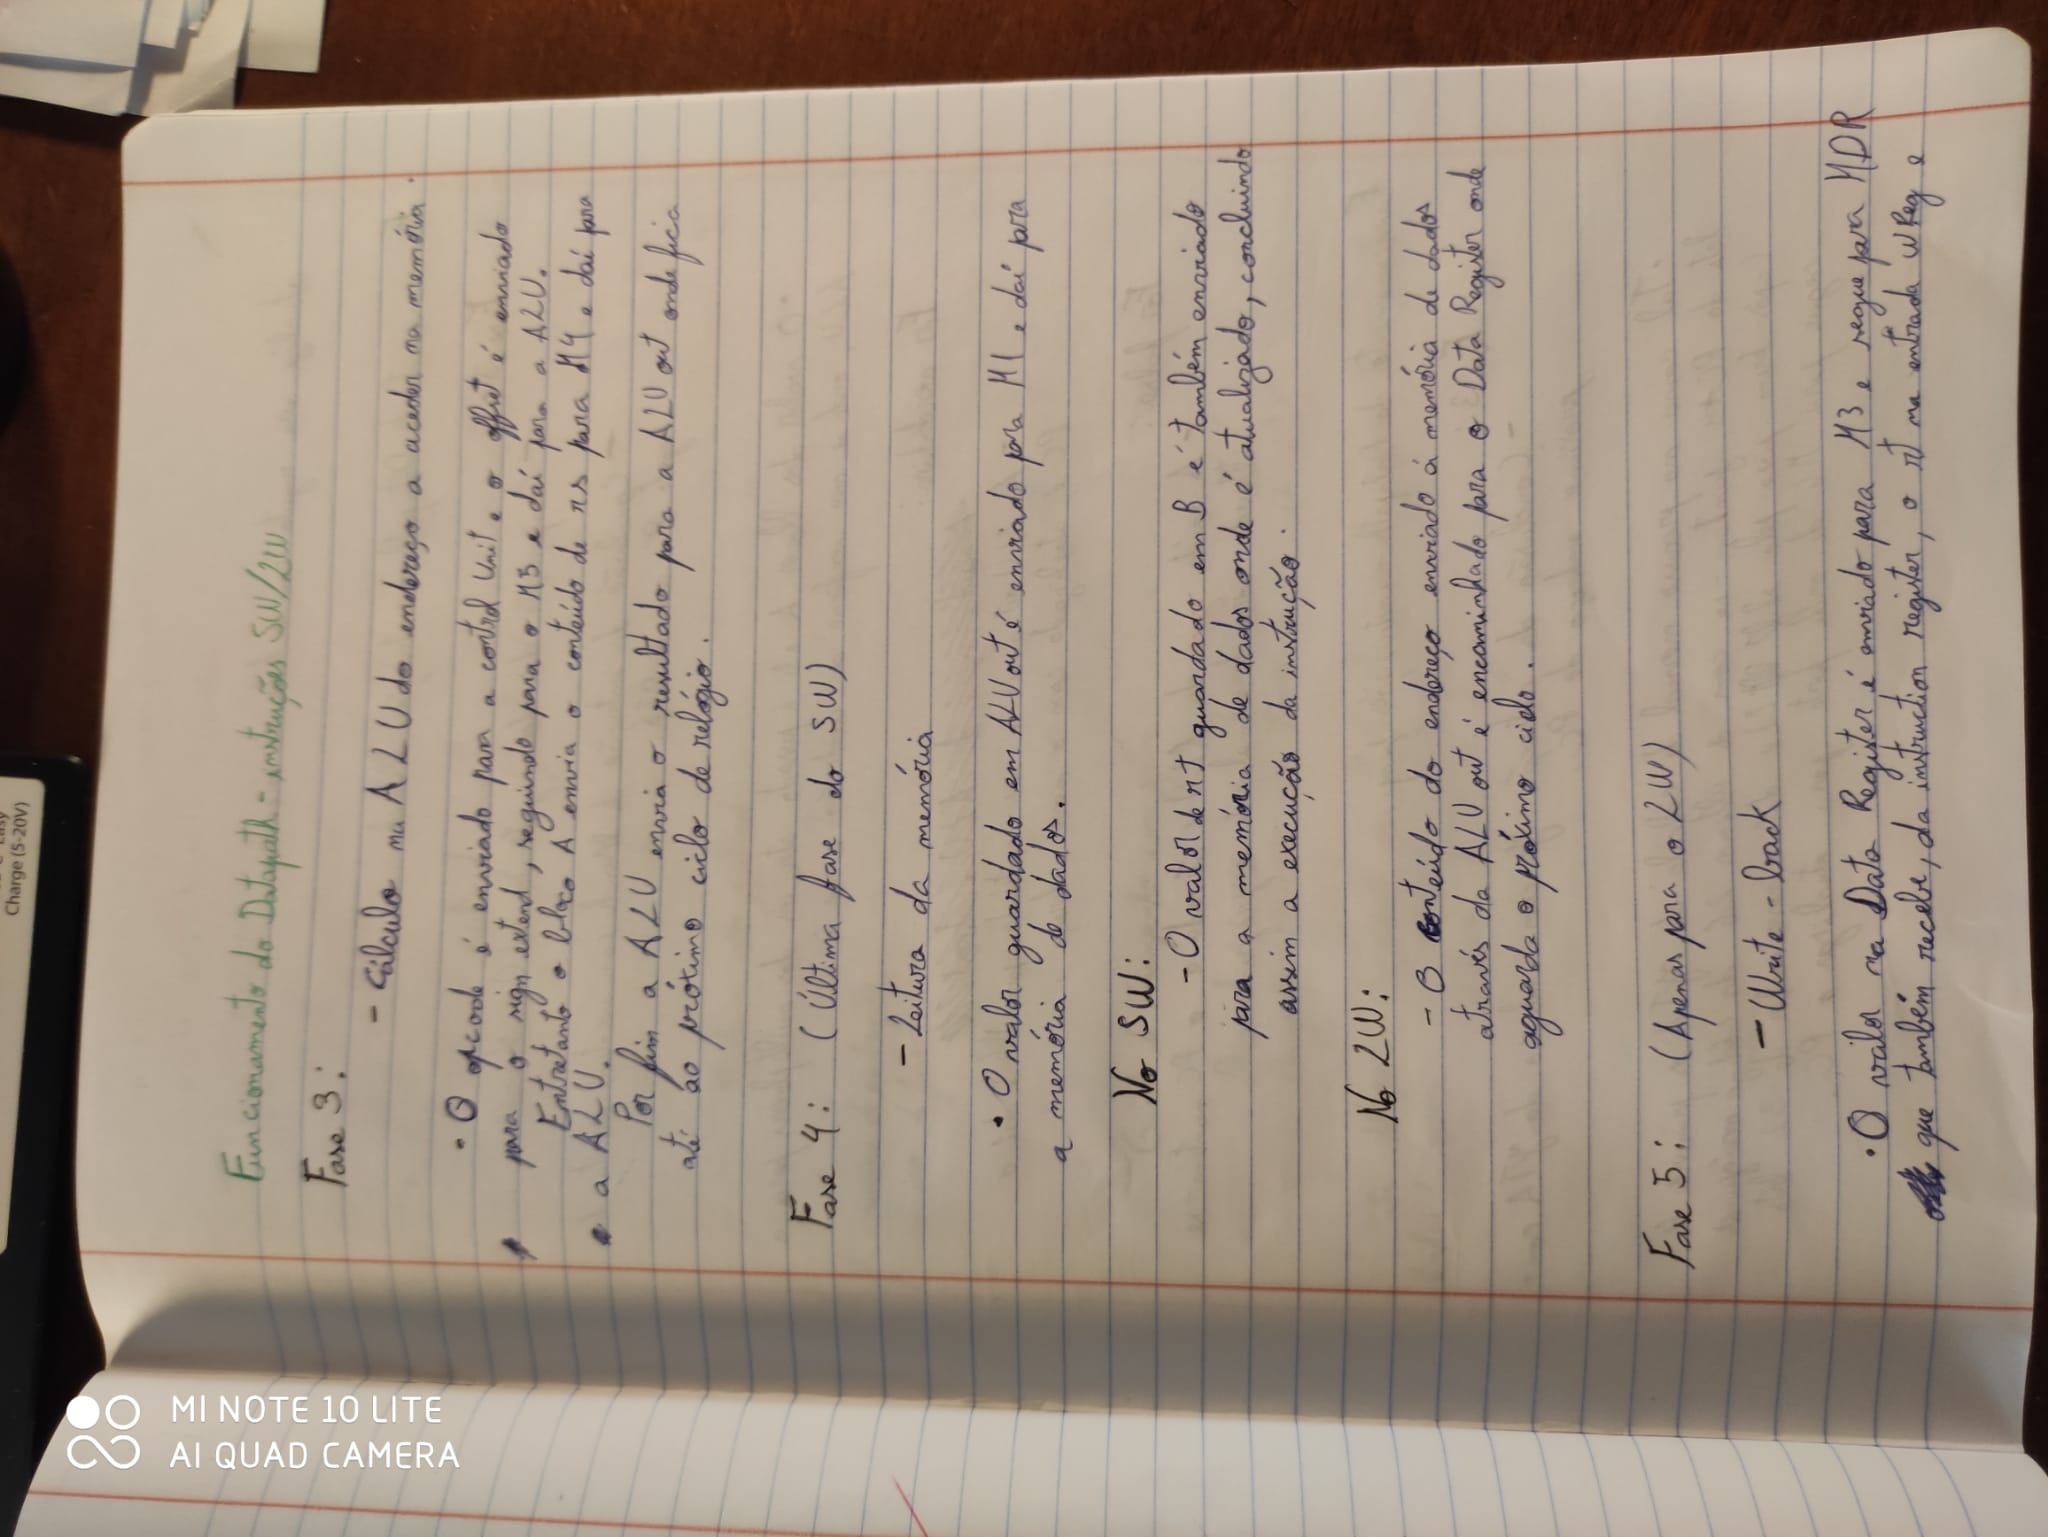 Easy
Charge (5-20V)
MI NOTE 10 LITE
AI QUAD CAMERA
Funcionamento do Datapath - instruções SW/LW
Fase 3:
- Cálculo na ALU do endereço a aceder na memória.
• O opcode é enviado para a control Unit e o offset é enviado
para o sign extend, seguindo para o M5 e daí para a ALU.
Entretanto o bloco A envia o conteúdo de rs para M4 e daí para
a ALU.
Por fim a ALU envia o resultado para a ALU out onde fica
até ao próximo ciclo de relógio.
Fase 4: (Última fase do SW)
- Leitura da memória
• O valor guardado em ALU out é enviado para M1 e daí para
a memória de dados.
No SW:
- O valor de rt guardado em B é também enviado
para a memória de dados onde é atualizado, concluindo
assim a execução da instrução.
No LW:
- O conteúdo do endereço enviado á memória de dados
através da ALU out é encaminhado para o Data Register onde
aguarda o próximo ciclo.
Fase 5: (Apenas para o LW)
- Write-back
• O valor na Data Register é enviado para M3 e segue para MDR
que também recebe, da instruction register, o rt na entrada WReg e